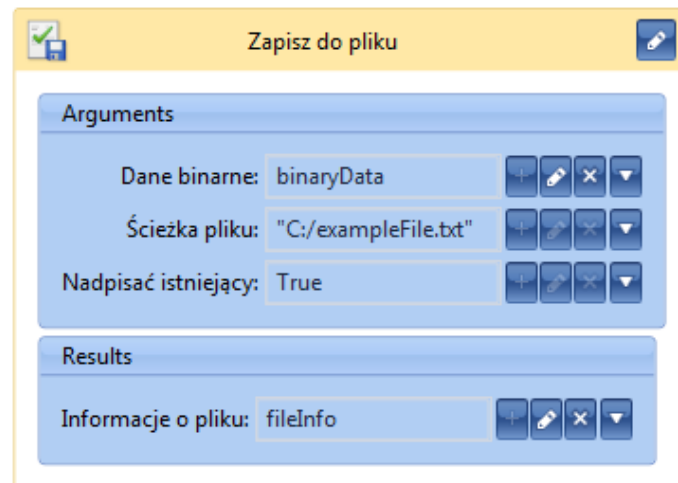 Zapisz do pliku
Arguments
Dane binarne: binaryData
Ścieżka pliku: "C:/exampleFile.txt"
Nadpisać istniejący: True
Results
Informacje o pliku: fileInfo